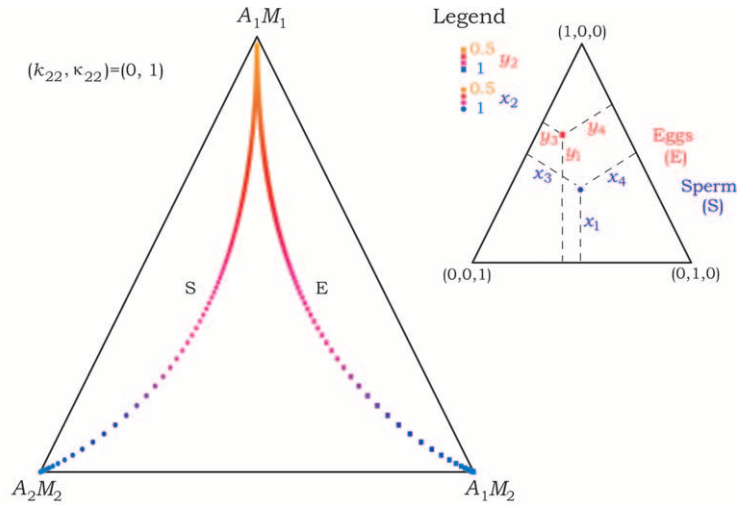 A₁M₁
(k₂₂, κ₂₂)=(0, 1)
S
E
A₂M₂
A₁M₂
Legend
0.5
1
y₂
0.5
1
x₂
(1,0,0)
y₃
y₄
y₁
x₃
x₄
x₁
Eggs
(E)
Sperm
(S)
(0,0,1)
(0,1,0)